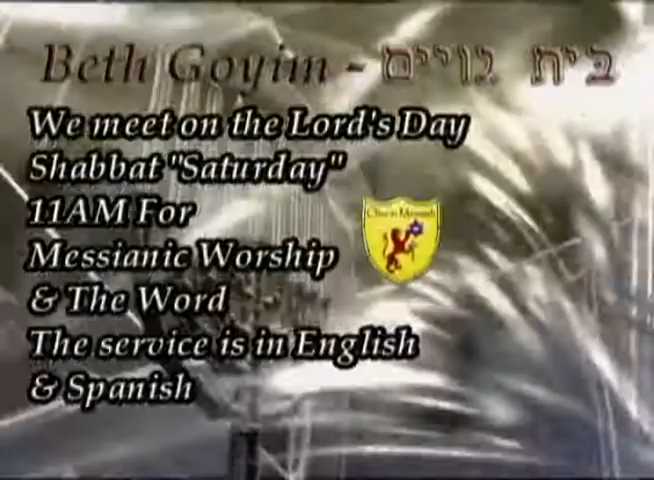 Beth Goyim - בית גויים
We meet on the Lord's Day
Shabbat "Saturday"
11AM For
Messianic Worship
& The Word
The service is in English
& Spanish